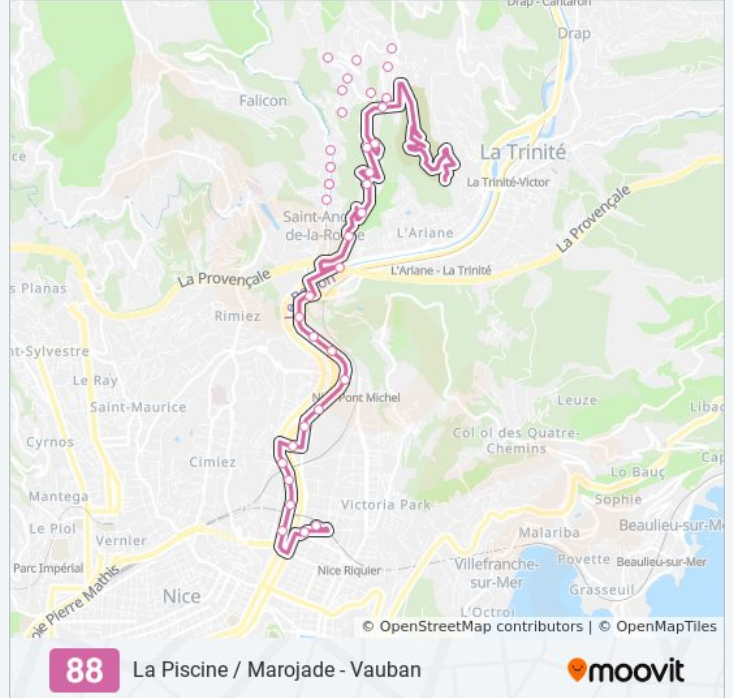 Drap - Cantaron
Drap
Falicon
ce
La Trinité
La Trinité-Victor
Saint-And
de-la-Ro e
L'Ariane
La Provençale
La Provençale
L'Ariane - La Trinité
s Planas
Rimiez
nt-Sylvestre
Le Ray
Pont Michel
Leuze
Saint-Maurice
Libac
Cyrnos
Col ol des Quatre-
Chemins
Cap
Cimiez
Lo Bauç
Mantega
Sophie
Victoria Park
Le Piol
Beaulieu-sur-M
Vernier
Malariba
Parc Impérial
Villefranche-
sur-Mer
Povette
Beaulieu-sur-Mer
Nice Riquier
Grasseuil
oie Pierre Mathis
Nice
L'Octroi
© OpenStreetMap contributors | © OpenMapTiles
88 La Piscine / Marojade - Vauban
moovit